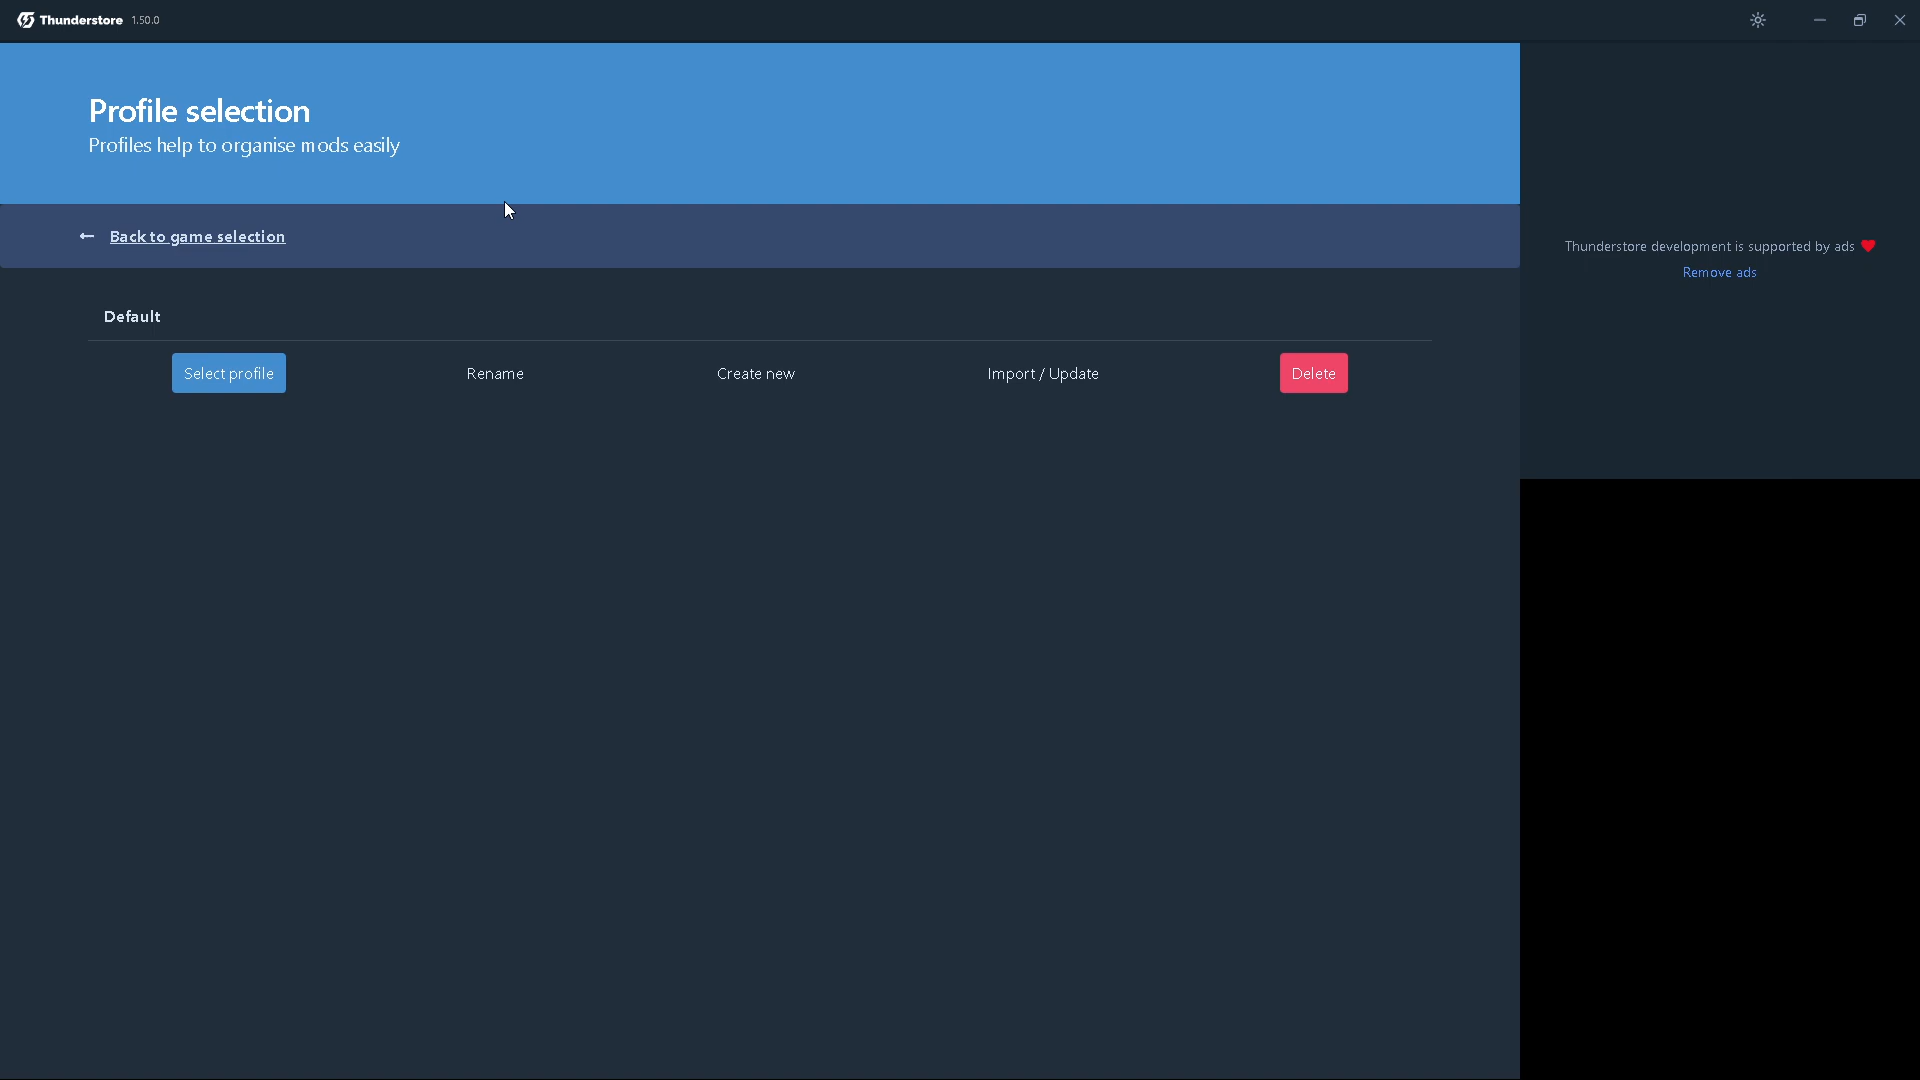 Thunderstore 1.50.0
Profile selection
Profiles help to organise mods easily
Back to game selection
Thunderstore development is supported by ads
Remove ads
Default
Select profile Rename Create new Import / Update Delete